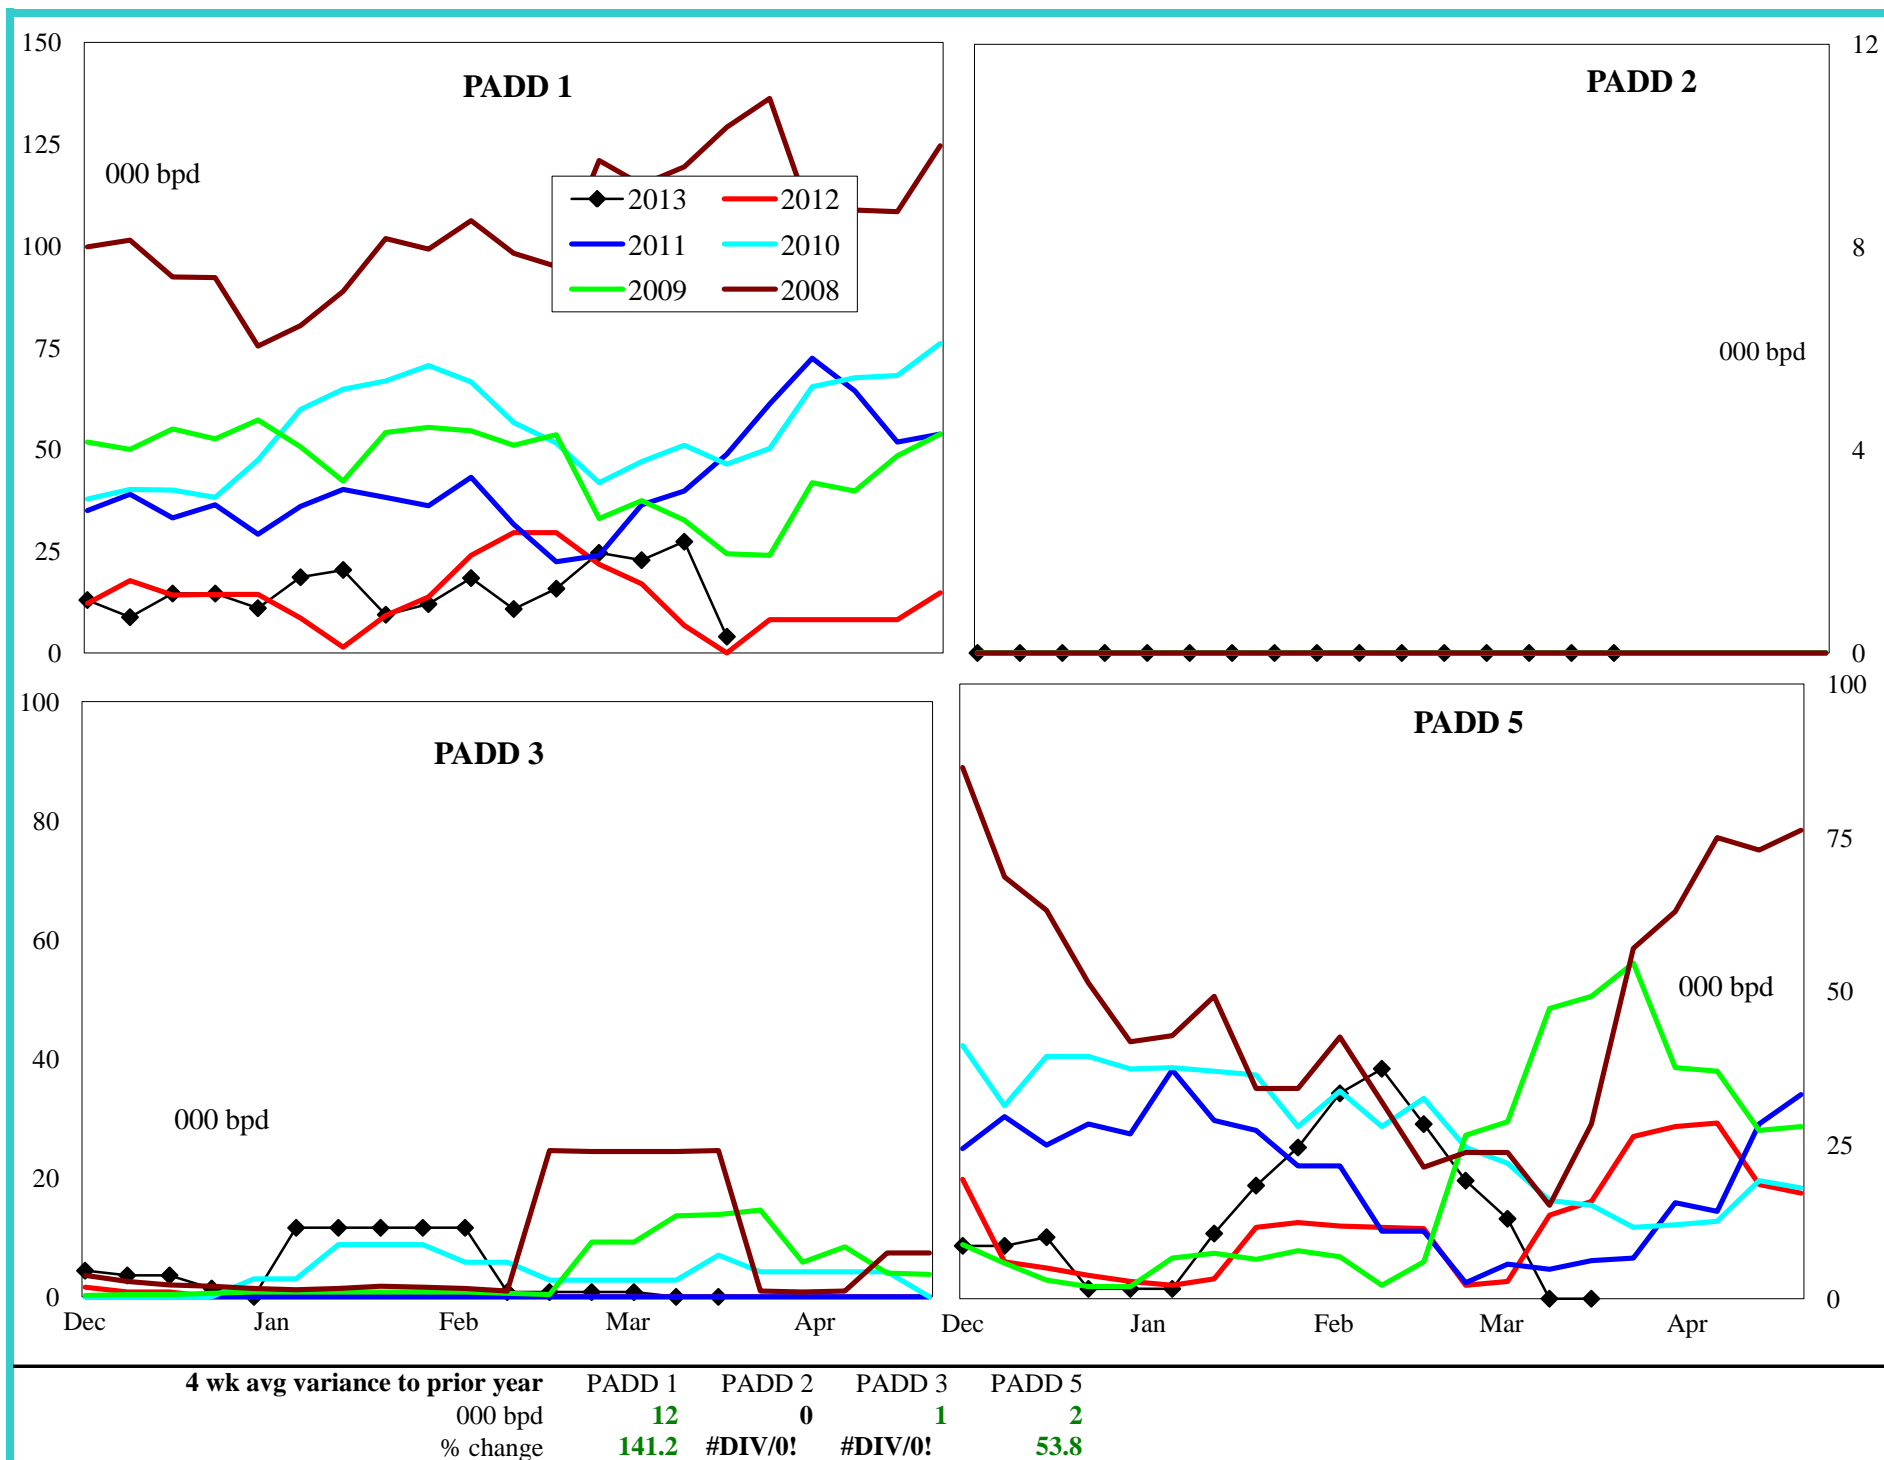 PADD 1
150
125
100
75
50
25
0
000 bpd
2013 2012
2011 2010
2009 2008
PADD 2
12
8
4
0
000 bpd
PADD 3
100
80
60
40
20
0
000 bpd
Dec Jan Feb Mar Apr
PADD 5
100
75
50
25
0
000 bpd
Dec Jan Feb Mar Apr
4 wk avg variance to prior year PADD 1 PADD 2 PADD 3 PADD 5
000 bpd 12 0 1 2
% change 141.2 #DIV/0! #DIV/0! 53.8